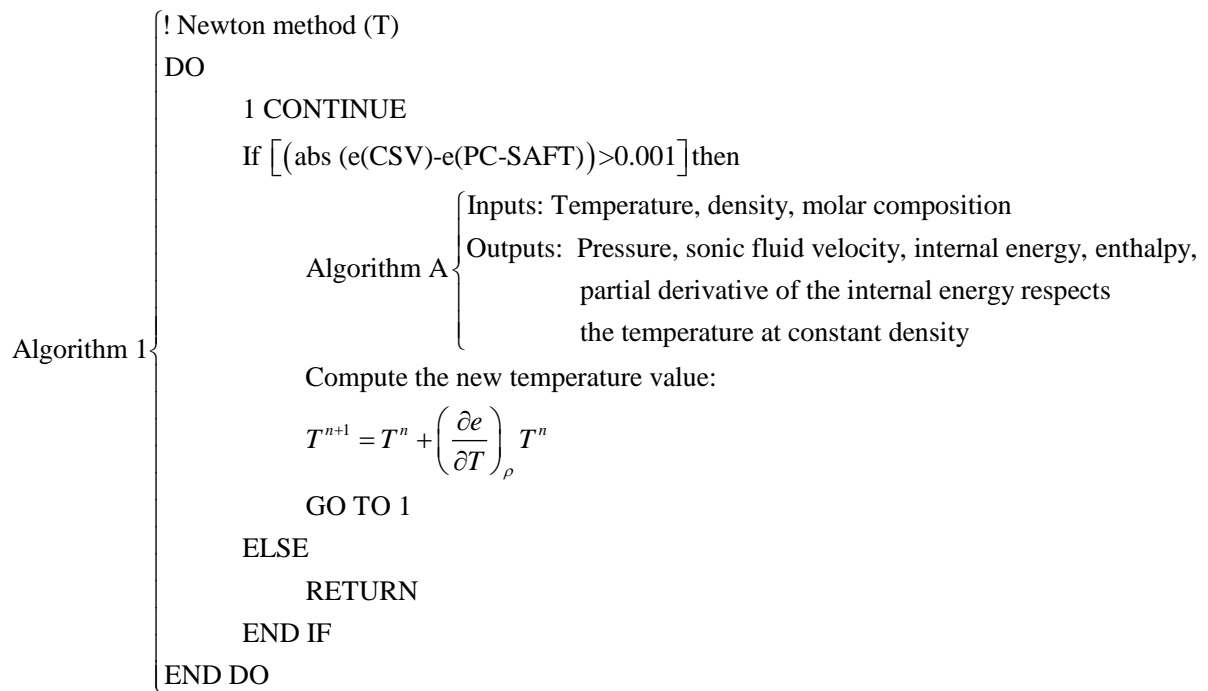 ! Newton method (T)
DO
1 CONTINUE
If [(abs (e(CSV)-e(PC-SAFT))>0.001]then
Algorithm A
Inputs: Temperature, density, molar composition
Outputs: Pressure, sonic fluid velocity, internal energy, enthalpy,
partial derivative of the internal energy respects
the temperature at constant density
Algorithm 1
Compute the new temperature value:
T^{n+1} = T^n + (∂e/∂T)_ρ T^n
GO TO 1
ELSE
RETURN
END IF
END DO